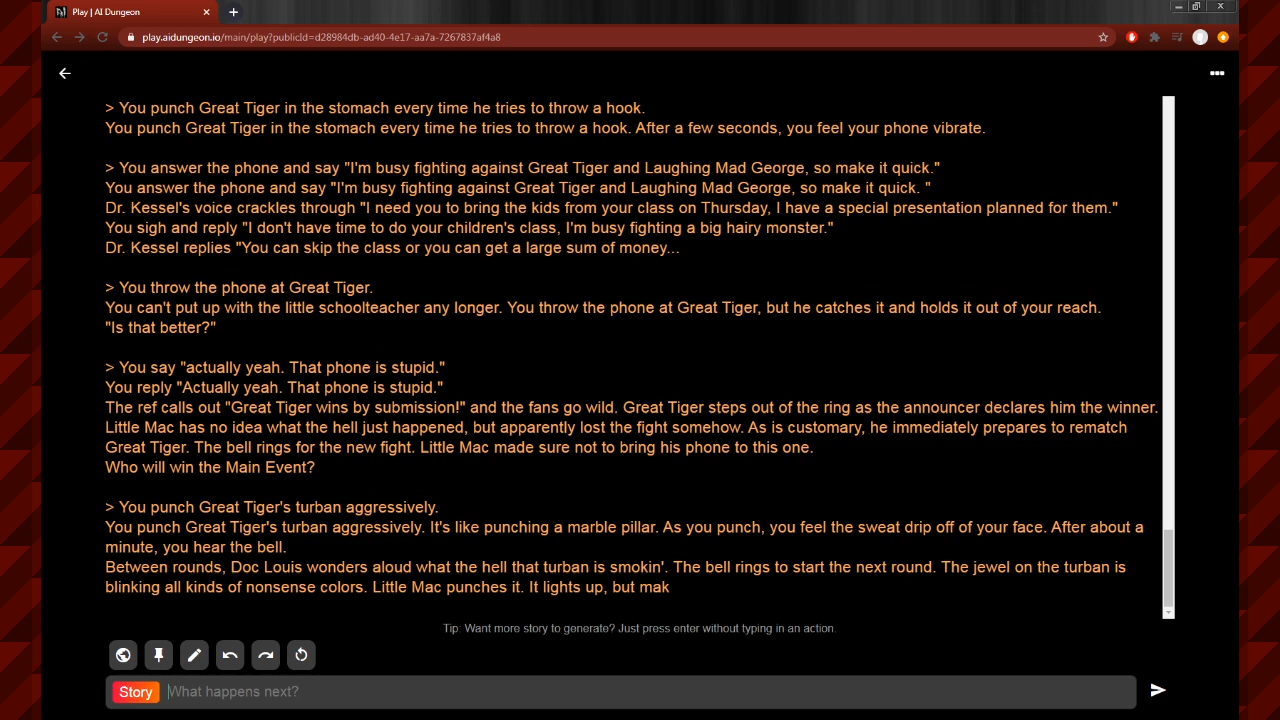 Play | AI Dungeon
play.aidungeon.io/main/play?publicId=d28984db-ad40-4e17-aa7a-7267837af4a8
> You punch Great Tiger in the stomach every time he tries to throw a hook.
You punch Great Tiger in the stomach every time he tries to throw a hook. After a few seconds, you feel your phone vibrate.
> You answer the phone and say "I'm busy fighting against Great Tiger and Laughing Mad George, so make it quick."
You answer the phone and say "I'm busy fighting against Great Tiger and Laughing Mad George, so make it quick. "
Dr. Kessel's voice crackles through "I need you to bring the kids from your class on Thursday, I have a special presentation planned for them."
You sigh and reply "I don't have time to do your children's class, I'm busy fighting a big hairy monster."
Dr. Kessel replies "You can skip the class or you can get a large sum of money...
> You throw the phone at Great Tiger.
You can't put up with the little schoolteacher any longer. You throw the phone at Great Tiger, but he catches it and holds it out of your reach.
"Is that better?"
> You say "actually yeah. That phone is stupid."
You reply "Actually yeah. That phone is stupid."
The ref calls out "Great Tiger wins by submission!" and the fans go wild. Great Tiger steps out of the ring as the announcer declares him the winner.
Little Mac has no idea what the hell just happened, but apparently lost the fight somehow. As is customary, he immediately prepares to rematch
Great Tiger. The bell rings for the new fight. Little Mac made sure not to bring his phone to this one.
Who will win the Main Event?
> You punch Great Tiger's turban aggressively.
You punch Great Tiger's turban aggressively. It's like punching a marble pillar. As you punch, you feel the sweat drip off of your face. After about a
minute, you hear the bell.
Between rounds, Doc Louis wonders aloud what the hell that turban is smokin'. The bell rings to start the next round. The jewel on the turban is
blinking all kinds of nonsense colors. Little Mac punches it. It lights up, but mak
Tip: Want more story to generate? Just press enter without typing in an action.
Story What happens next?